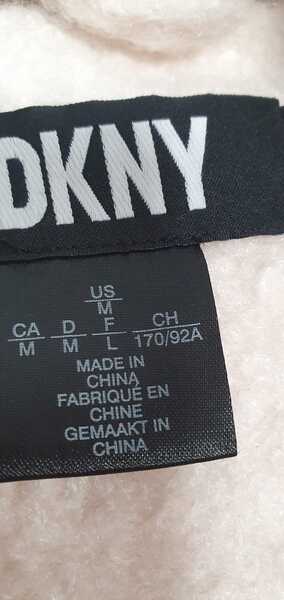 DKNY
US
M
CA D F CH
M M L 170/92A
MADE IN
CHINA
FABRIQUÉ EN
CHINE
GEMAAKT IN
CHINA